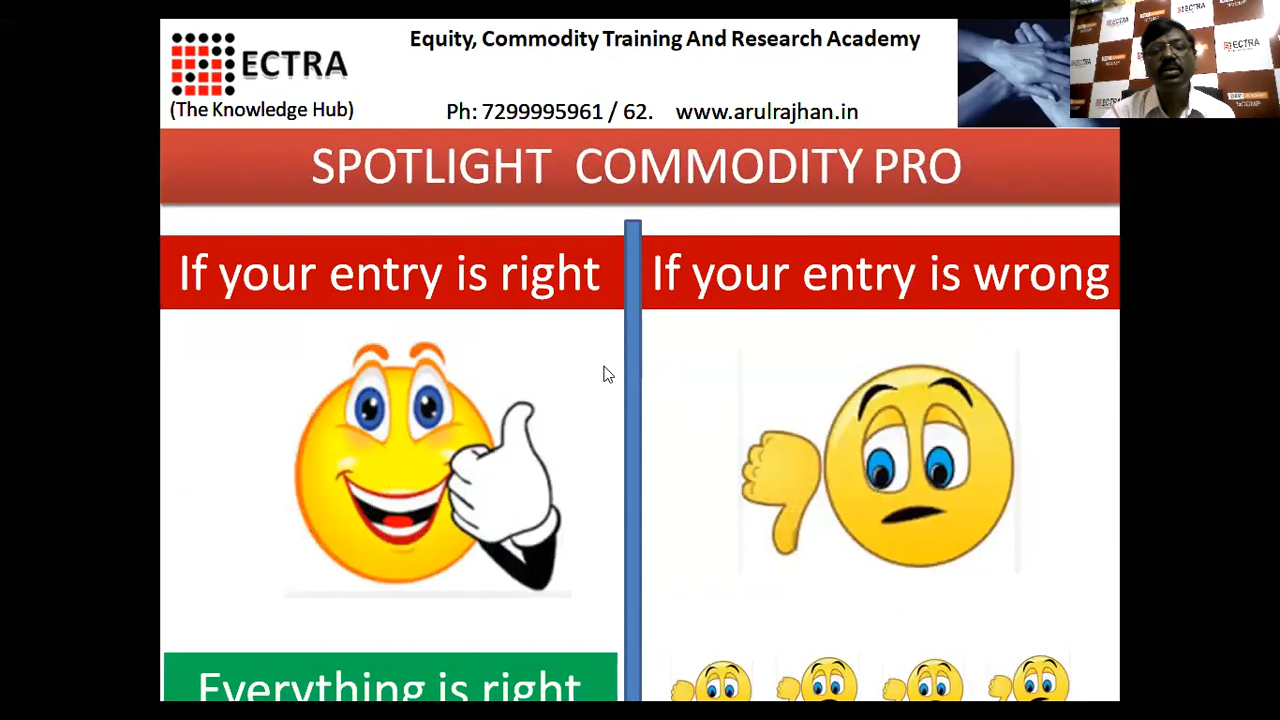 Equity, Commodity Training And Research Academy
ECTRA
(The Knowledge Hub)
Ph: 7299995961 / 62. www.arulrajhan.in
SPOTLIGHT COMMODITY PRO
If your entry is right
If your entry is wrong
Everything is right
ECTRA